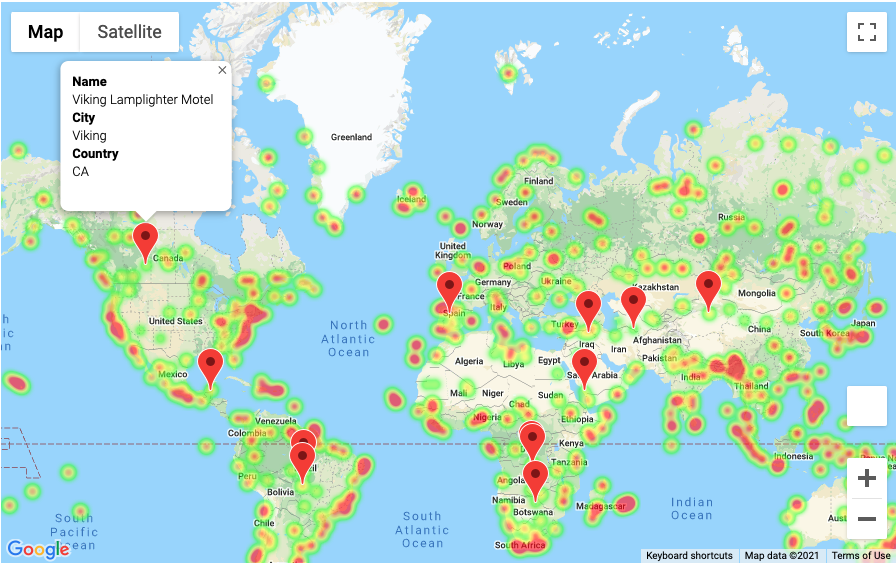 Map Satellite
Name
Viking Lamplighter Motel
City
Viking
Country
CA
Greenland
Iceland
Finland
Sweden
Norway
Russia
United
Kingdom
Canada
Poland
Germany
Ukraine
Kazakhstan
France
Mongolia
Italy
Spain
United States
North
Atlantic
Ocean
Turkey
China
Japan
South Korea
Iraq
Iran
Afghanistan
Pakistan
Algeria
Libya
Egypt
Saudi Arabia
India
Mexico
Thailand
Mali
Niger
Sudan
Chad
Nigeria
Ethiopia
Venezuela
Colombia
Kenya
Indonesia
Tanzania
Peru
Angola
Bolivia
Namibia
Botswana
Madagascar
Indian
Ocean
Chile
South
Pacific
Ocean
South
Atlantic
Ocean
South Africa
Google
Keyboard shortcuts Map data ©2021 Terms of Use